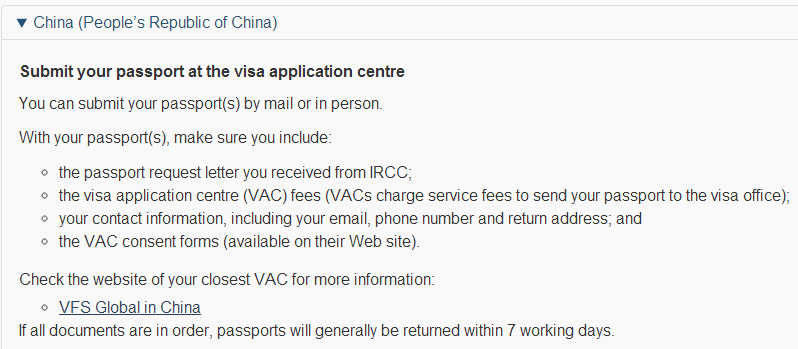 ▼ China (People’s Republic of China)
Submit your passport at the visa application centre
You can submit your passport(s) by mail or in person.
With your passport(s), make sure you include:
the passport request letter you received from IRCC;
the visa application centre (VAC) fees (VACs charge service fees to send your passport to the visa office);
your contact information, including your email, phone number and return address; and
the VAC consent forms (available on their Web site).
Check the website of your closest VAC for more information:
VFS Global in China
If all documents are in order, passports will generally be returned within 7 working days.